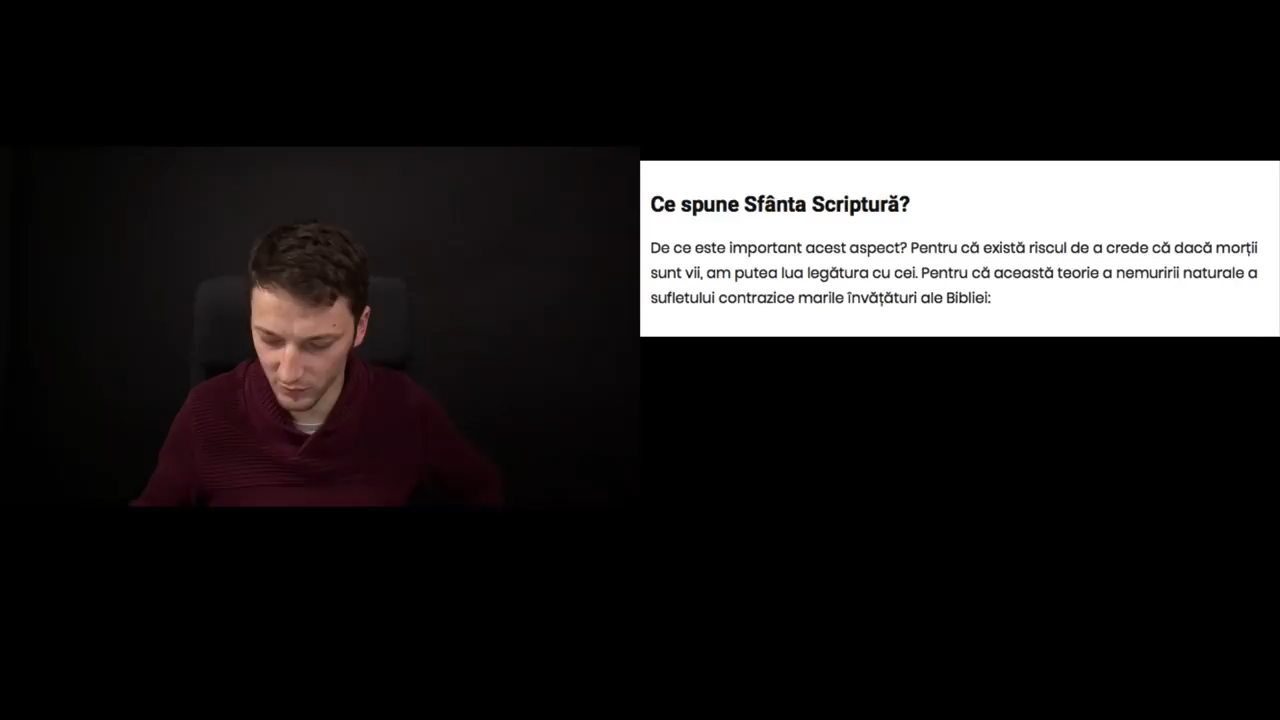 Ce spune Sfânta Scriptură?
De ce este important acest aspect? Pentru că există riscul de a crede că dacă morții
sunt vii, am putea lua legătura cu cei. Pentru că această teorie a nemuririi naturale a
sufletului contrazice marile învățături ale Bibliei: